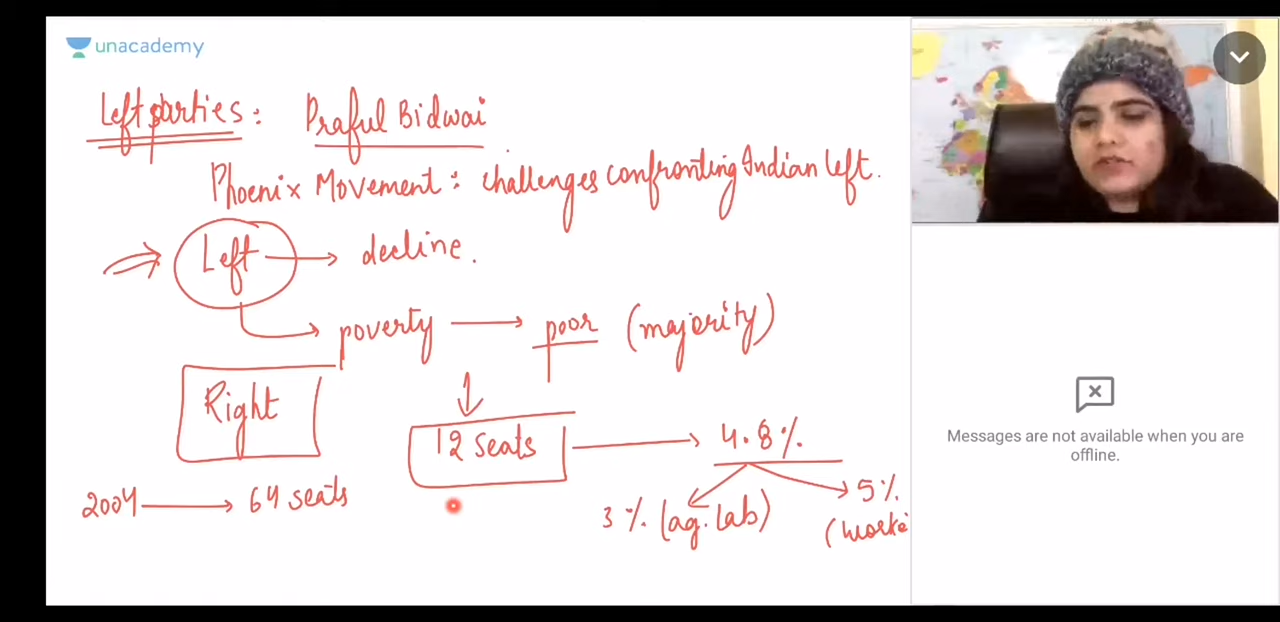 unacademy
Left parties : Praful Bidwai
Phoenix Movement : challenges confronting Indian left.
Left → decline.
poverty → poor (majority)
Right
12 seats → 4.8%
2004 → 64 seats
3% (ag. lab)
5%
(worke
Messages are not available when you are
offline.